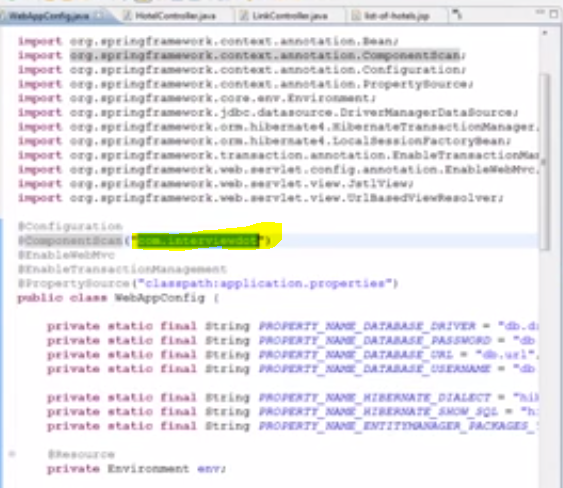 WebAppConfig.java HotelController.java LinkController.java list-of-hotels.jsp
import org.springframework.context.annotation.Bean;
import org.springframework.context.annotation.ComponentScan;
import org.springframework.context.annotation.Configuration;
import org.springframework.context.annotation.PropertySource;
import org.springframework.core.env.Environment;
import org.springframework.jdbc.datasource.DriverManagerDataSource;
import org.springframework.orm.hibernate4.HibernateTransactionManager;
import org.springframework.orm.hibernate4.LocalSessionFactoryBean;
import org.springframework.transaction.annotation.EnableTransactionMan
import org.springframework.web.servlet.config.annotation.EnableWebMvc;
import org.springframework.web.servlet.view.JstlView;
import org.springframework.web.servlet.view.UrlBasedViewResolver;
@Configuration
@ComponentScan("com.interviewdot")
@EnableWebMvc
@EnableTransactionManagement
@PropertySource("classpath:application.properties")
public class WebAppConfig {
private static final String PROPERTY_NAME_DATABASE_DRIVER = "db.d
private static final String PROPERTY_NAME_DATABASE_PASSWORD = "db
private static final String PROPERTY_NAME_DATABASE_URL = "db.url"
private static final String PROPERTY_NAME_DATABASE_USERNAME = "db
private static final String PROPERTY_NAME_HIBERNATE_DIALECT = "hi
private static final String PROPERTY_NAME_HIBERNATE_SHOW_SQL = "h
private static final String PROPERTY_NAME_ENTITYMANAGER_PACKAGES_
@Resource
private Environment env;